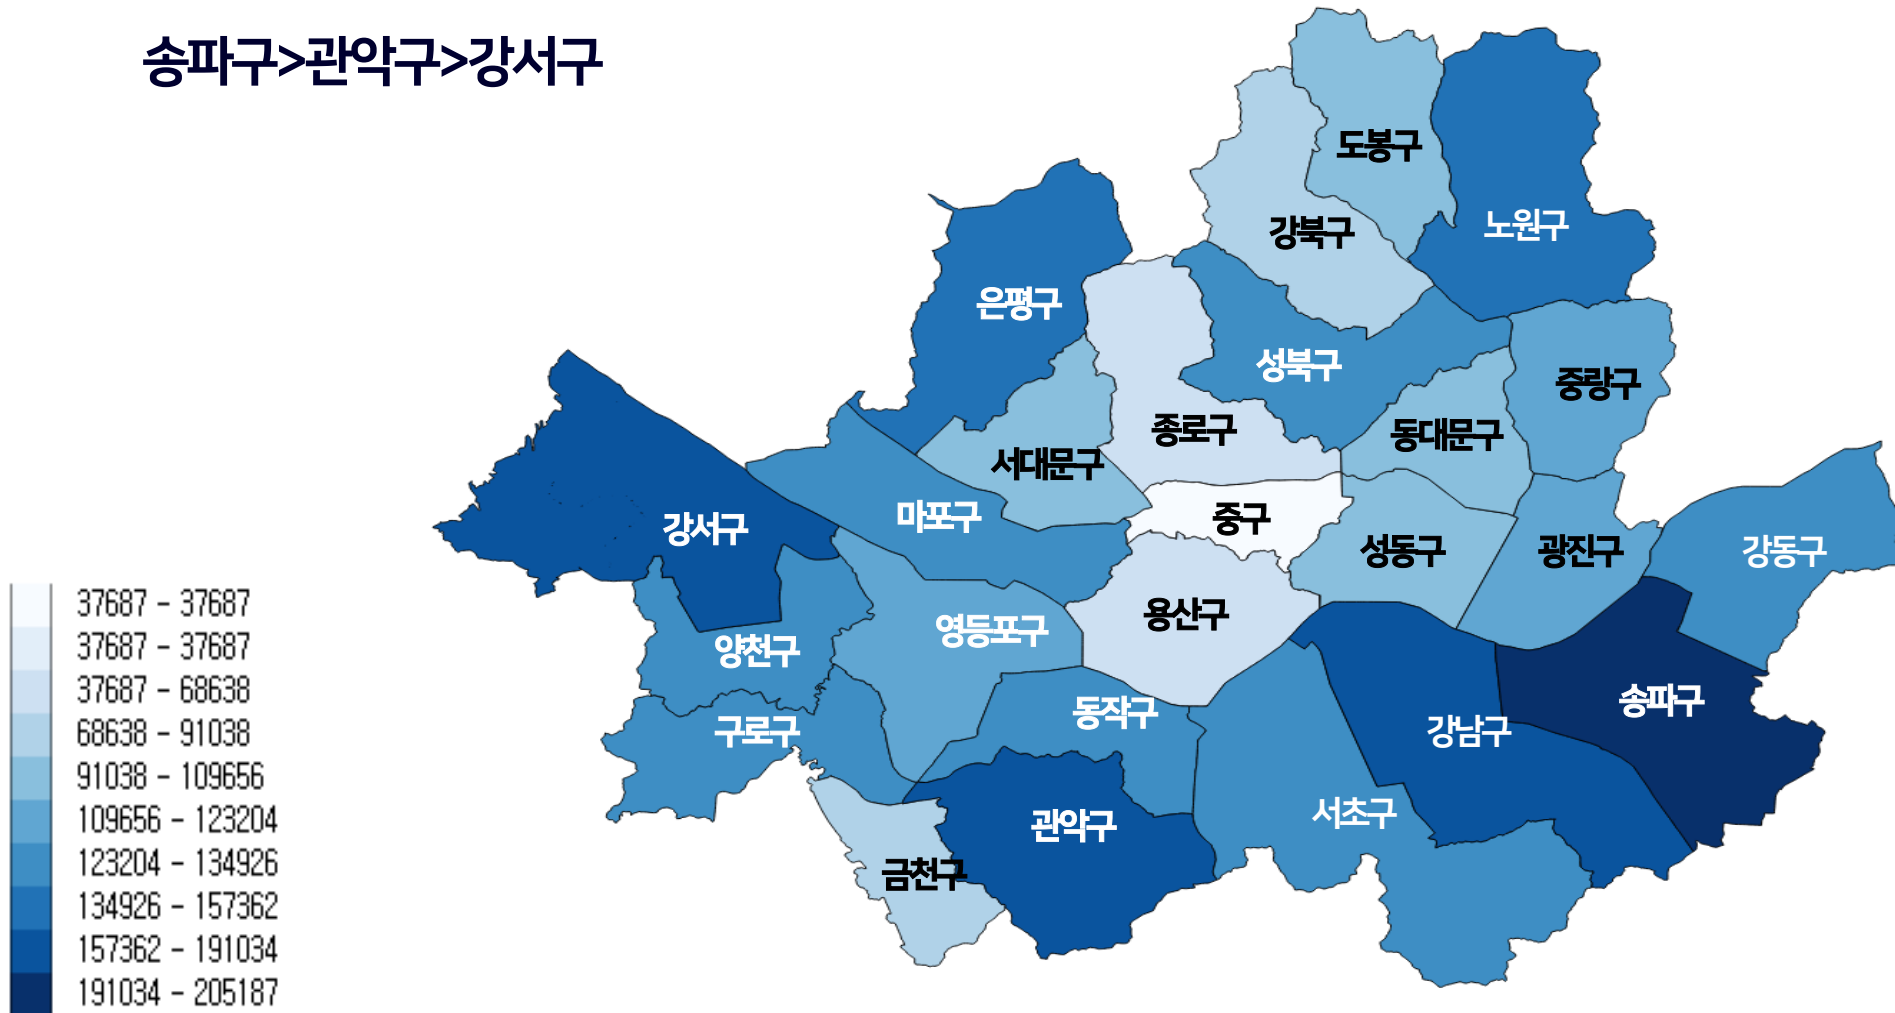 송파구>관악구>강서구
도봉구
노원구
강북구
은평구
성북구
중랑구
종로구
동대문구
서대문구
마포구
중구
강서구
성동구
광진구
강동구
용산구
영등포구
양천구
송파구
동작구
구로구
강남구
서초구
관악구
금천구
37687 - 37687
37687 - 37687
37687 - 68638
68638 - 91038
91038 - 109656
109656 - 123204
123204 - 134926
134926 - 157362
157362 - 191034
191034 - 205187